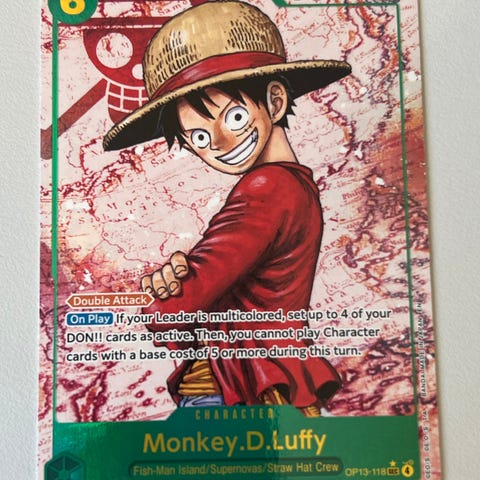 6
Double Attack
On Play If your Leader is multicolored, set up to 4 of your
DON!! cards as active. Then, you cannot play Character
cards with a base cost of 5 or more during this turn.
CHARACTER
Monkey.D.Luffy
Fish-Man Island/Supernovas/Straw Hat Crew
OP13-118 SEC 4